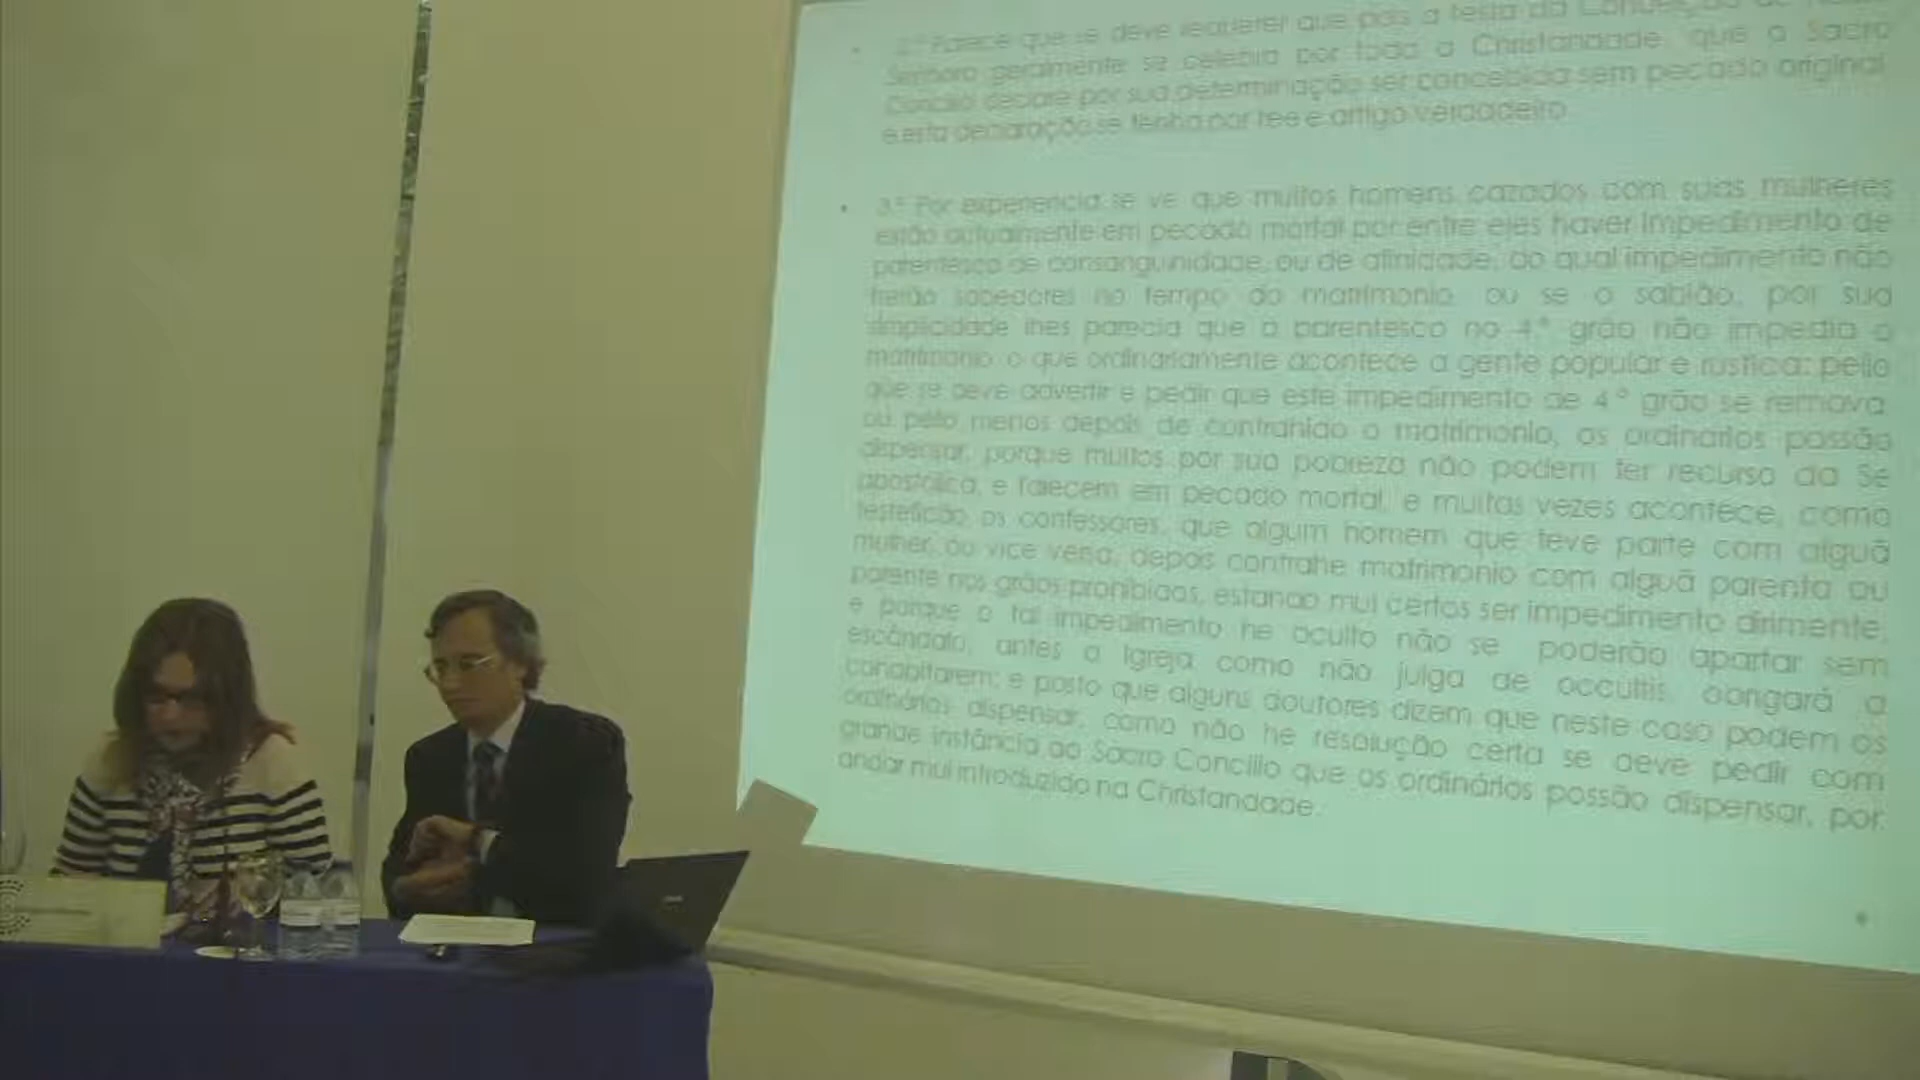 2.º Parece que se deve requerer que pois a festa da Conceição de
Senhora geralmente se celebra por toda a Christandade, que o Sacro
Concilio declare por sua determinação ser concebida sem pecado original
e esta declaração se tenha por fee e artigo verdadeiro
3.º Por experiencia se ve que muitos homens cazados com suas mulheres
estão actualmente em pecado mortal por entre eles haver impedimento de
parentesco de consanguinidade, ou de afinidade, do qual impedimento não
sabedores no tempo do matrimonio, ou se o sabião, por sua
simplicidade lhes parecia que o parentesco no 4.º grão não impedia o
matrimonio o que ordinariamente acontece a gente popular e rustica: pello
que se deve advertir e pedir que este impedimento de 4.º grão se remova
ou pello menos depois de contrahido o matrimonio, os ordinarios possão
dispensar, porque muitos por sua pobreza não podem ter recurso da Se
apostolica, e falecem em pecado mortal, e muitas vezes acontece, como
testeficão os confessores, que algum homem que teve parte com alguã
mulher, ou vice versa, depois contrahe matrimonio com alguã parenta ou
parente nos grãos prohibidos, estando mui certos ser impedimento dirimente,
e porque o tal impedimento he oculto não se poderão apartar sem
escândalo, antes a Igreja como não julga de occultis, obrigará a
cohabitarem; e posto que alguns doutores dizem que neste caso podem os
ordinários dispensar, como não he resolução certa se deve pedir com
grande instância ao Sacro Concilio que os ordinários possão dispensar, por
andar mui introduzido na Christandade.